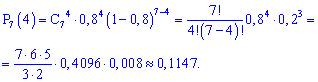 P₇(4) = C₇⁴ · 0,8⁴ (1−0,8)⁷⁻⁴ = 7!/(4!(7−4)!) 0,8⁴ · 0,2³ =
= (7·6·5)/(3·2) · 0,4096 · 0,008 ≈ 0,1147.